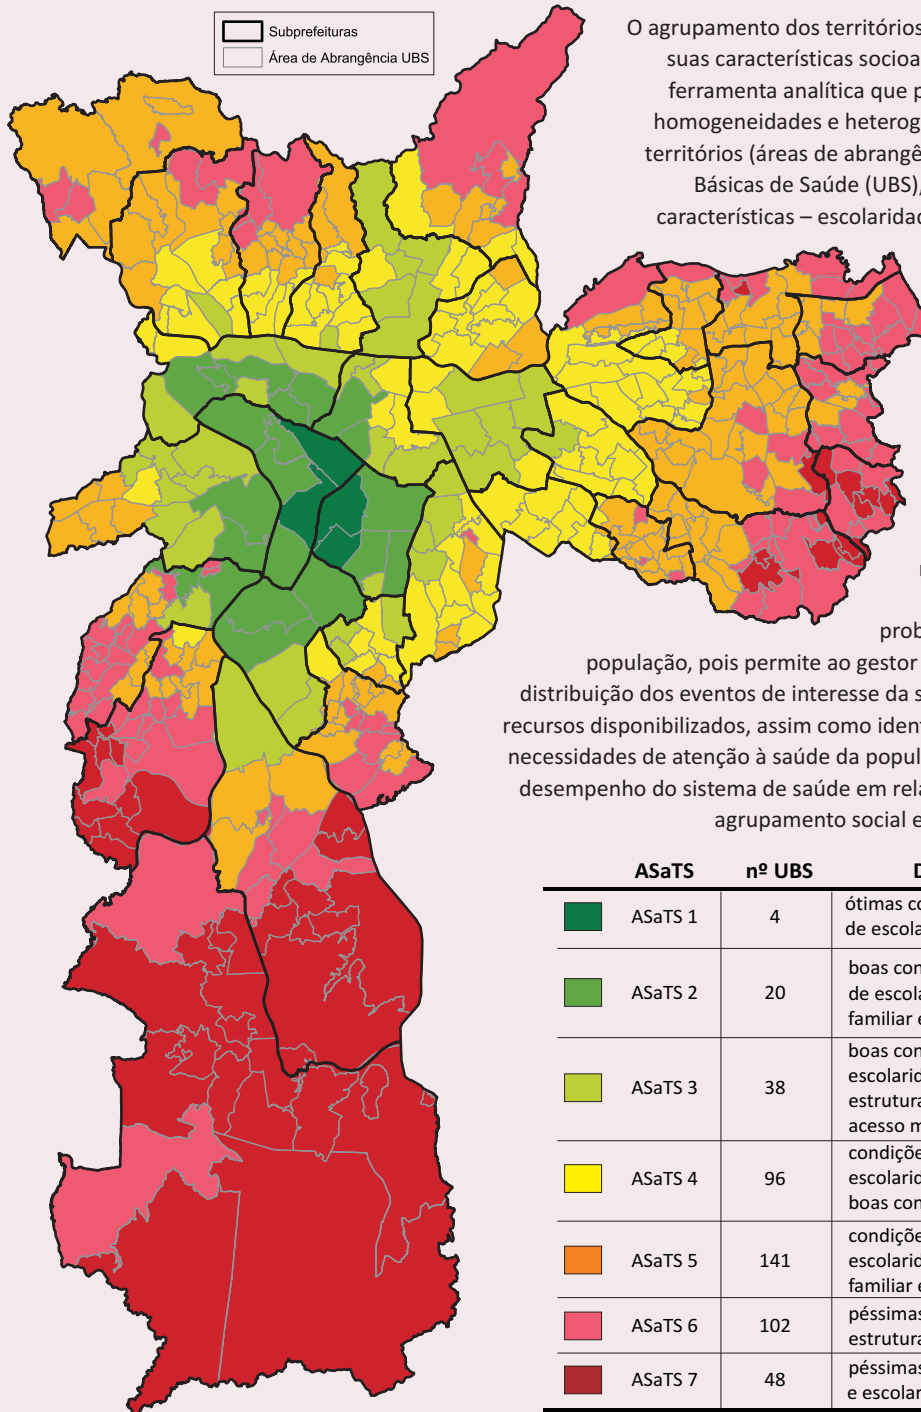 Subprefeituras
Área de Abrangência UBS
O agrupamento dos territórios
suas características socioa
ferramenta analítica que p
homogeneidades e heterog
territórios (áreas de abrangê
Básicas de Saúde (UBS),
características – escolaridad
prob
população, pois permite ao gestor
distribuição dos eventos de interesse da s
recursos disponibilizados, assim como ident
necessidades de atenção à saúde da popul
desempenho do sistema de saúde em rela
agrupamento social e
ASaTS nº UBS D
ASaTS 1 4 ótimas co
de escola
ASaTS 2 20 boas con
de escola
familiar e
ASaTS 3 38 boas con
escolarid
estrutura
acesso m
ASaTS 4 96 condiçõe
escolarid
boas con
ASaTS 5 141 condiçõe
escolarid
familiar e
ASaTS 6 102 péssimas
estrutura
ASaTS 7 48 péssimas
e escolar